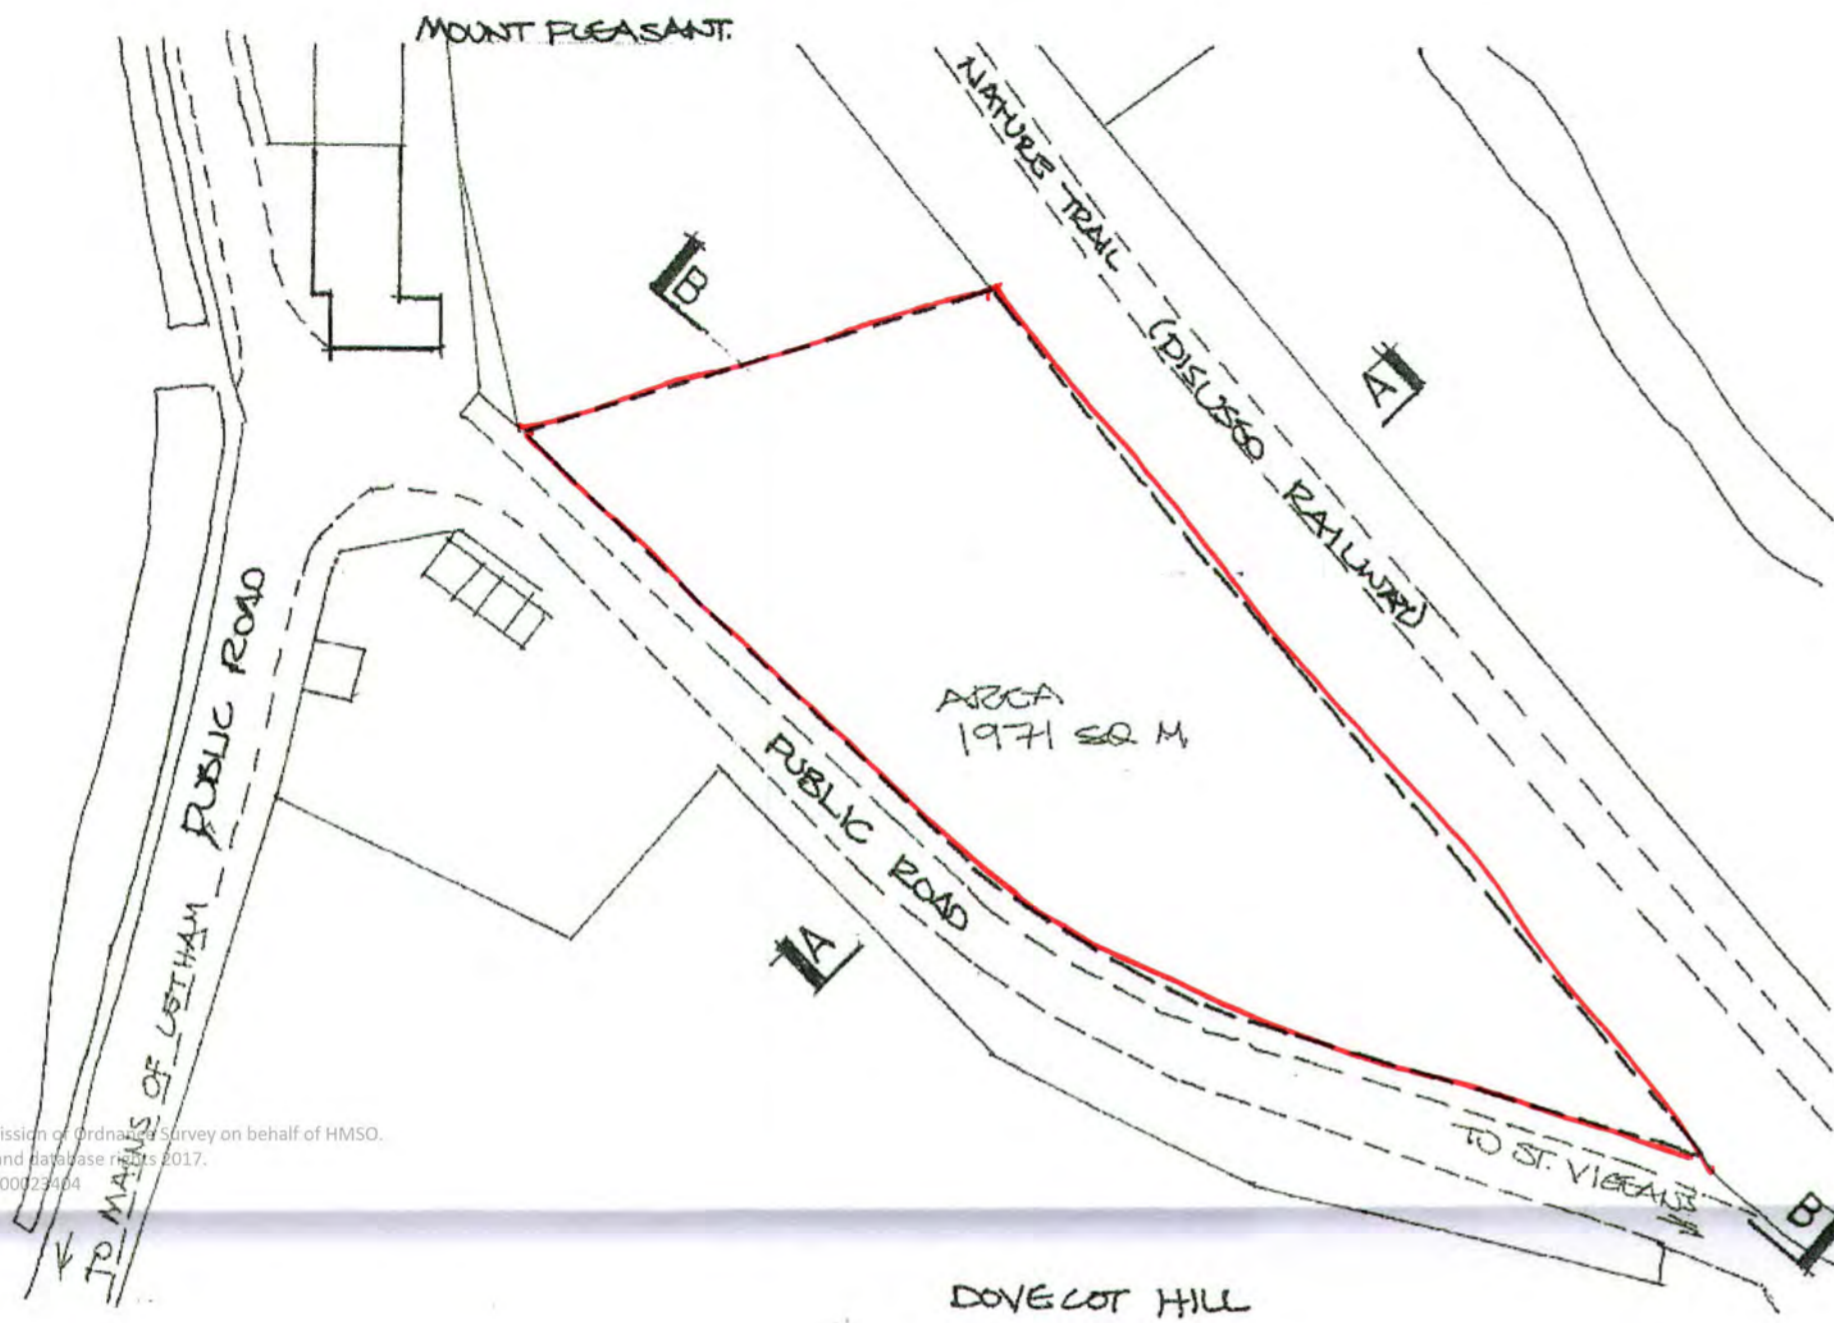 MOUNT PLEASANT.
NATURE TRAIL (DISUSED RAILWAY)
B
A
AREA
1971 SQ M
PUBLIC ROAD
PUBLIC ROAD
A
TO MAINS OF LETHAM
TO ST. VIGEANS
B
ission of Ordnance Survey on behalf of HMSO.
and database rights 2017.
00023404
DOVECOT HILL